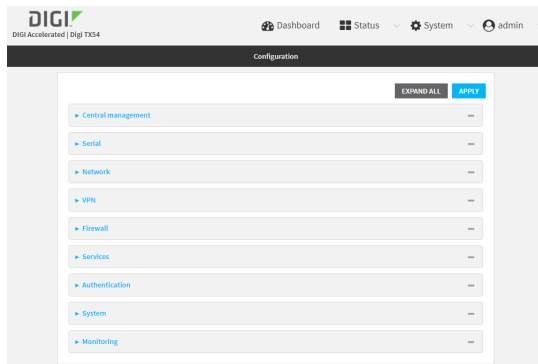 DIGI
DIGI Accelerated | Digi TX54
Dashboard Status System admin
Configuration
EXPAND ALL APPLY
Central management
Serial
Network
VPN
Firewall
Services
Authentication
System
Monitoring